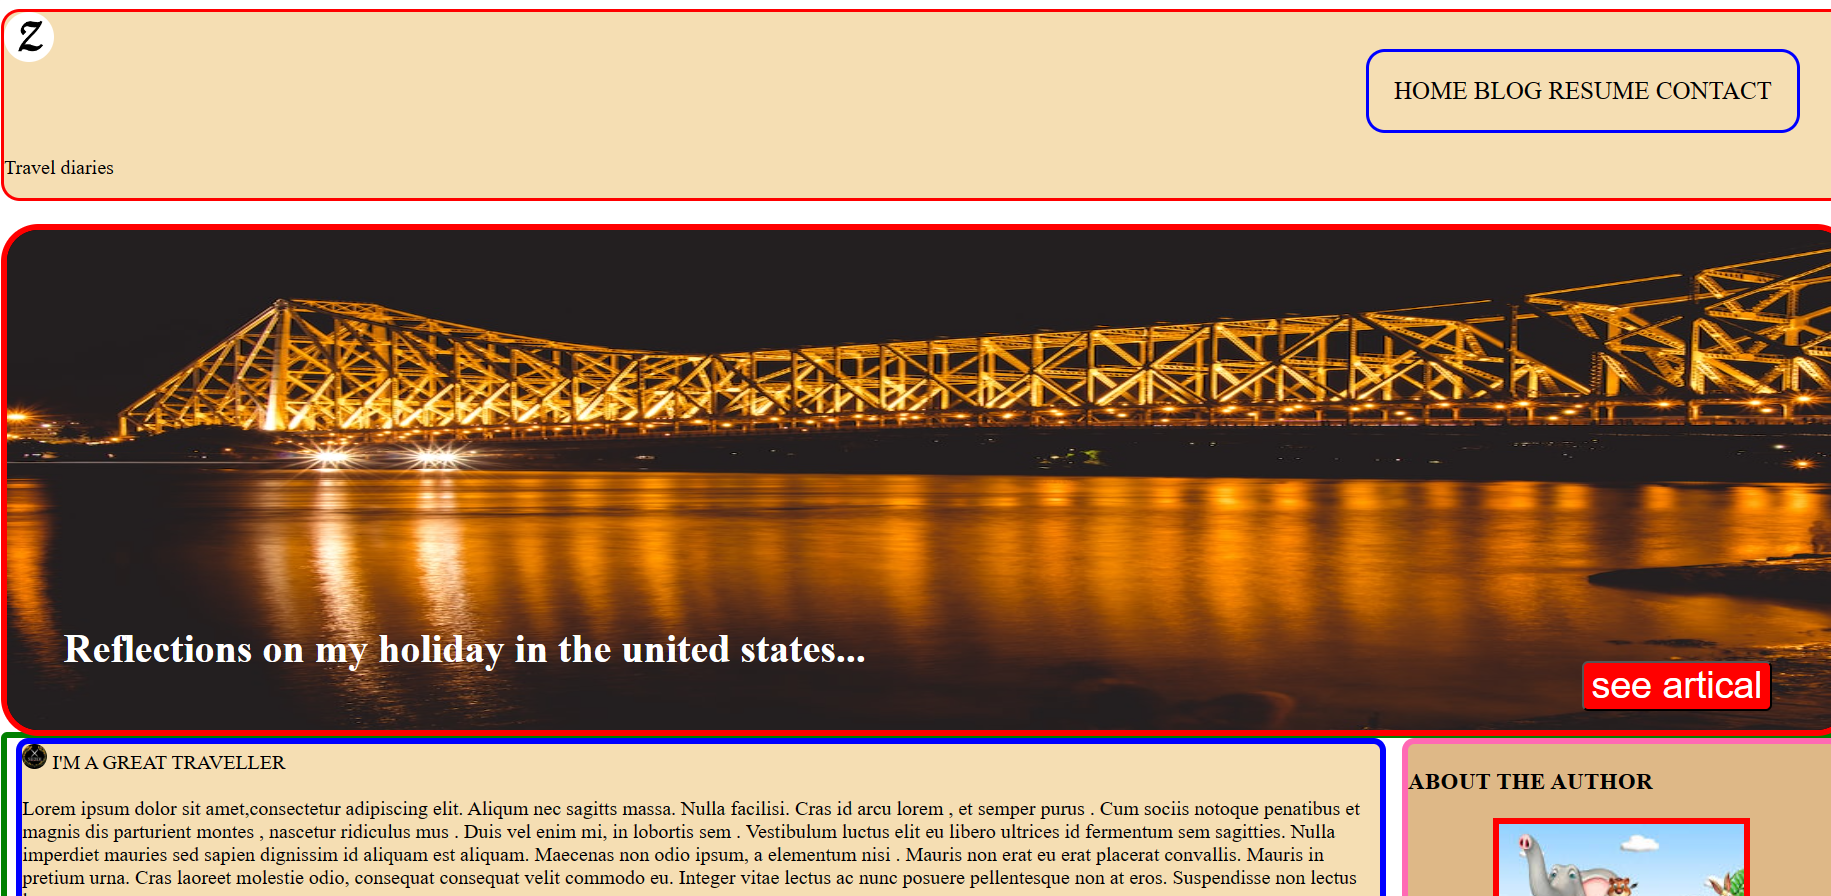 Z
HOME BLOG RESUME CONTACT
Travel diaries
Reflections on my holiday in the united states...
see artical
I'M A GREAT TRAVELLER
Lorem ipsum dolor sit amet,consectetur adipiscing elit. Aliqum nec sagitts massa. Nulla facilisi. Cras id arcu lorem , et semper purus . Cum sociis notoque penatibus et
magnis dis parturient montes , nascetur ridiculus mus . Duis vel enim mi, in lobortis sem . Vestibulum luctus elit eu libero ultrices id fermentum sem sagitties. Nulla
imperdiet mauries sed sapien dignissim id aliquam est aliquam. Maecenas non odio ipsum, a elementum nisi . Mauris non erat eu erat placerat convallis. Mauris in
pretium urna. Cras laoreet molestie odio, consequat consequat velit commodo eu. Integer vitae lectus ac nunc posuere pellentesque non at eros. Suspendisse non lectus
ABOUT THE AUTHOR